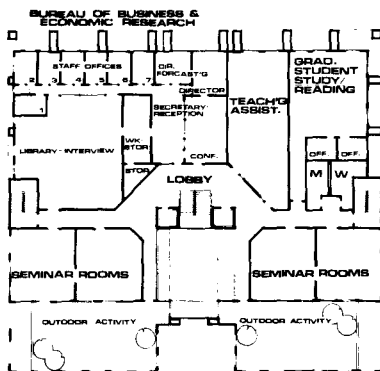 BUREAU OF BUSINESS &
ECONOMIC RESEARCH
STAFF OFFICES
2 3 4 5 6 7
DIR.
FORCAST'G
DIRECTOR
GRAD.
STUDENT
STUDY/
READING
1
SECRETARY-
RECEPTION
TEACH'G
ASSIST.
LIBRARY - INTERVIEW
WK.
STOR.
STOR.
CONF.
OFF. OFF.
LOBBY
M W
SEMINAR ROOMS
SEMINAR ROOMS
OUTDOOR ACTIVITY
OUTDOOR ACTIVITY